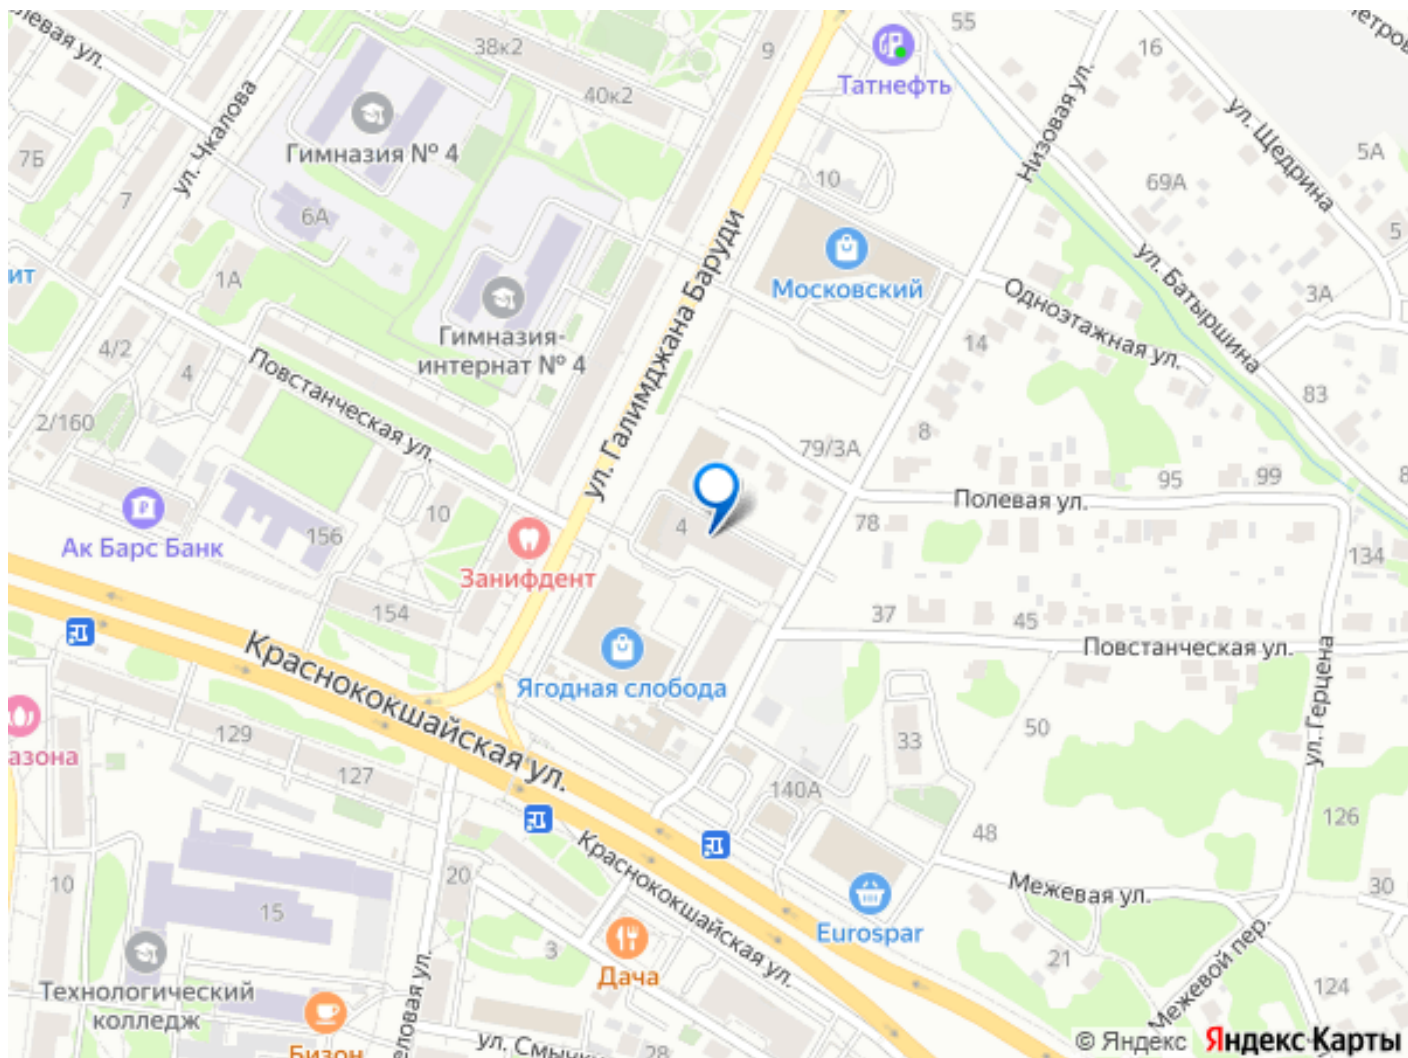 55
16
38к2
9
Татнефть
40к2
ул. Щедрина
Низовая ул.
ул. Чкалова
5А
7Б
Гимназия № 4
10
69А
7
6А
5
ул. Батыршина
ул. Галимджана Баруди
1А
Московский
Одноэтажная ул.
3А
Гимназия-
интернат № 4
14
4/2
4
Повстанческая ул.
83
2/160
8
79/3А
95
99
Полевая ул.
10
4
78
156
Ак Барс Банк
Занифдент
134
154
37
45
Повстанческая ул.
Краснококшайская ул.
Ягодная слобода
ул. Герцена
129
50
33
127
140А
126
48
Краснококшайская ул.
20
10
Межевая ул.
30
15
Eurospar
3
Дача
21
Межевой пер.
Технологический
колледж
124
Бизон
28
© Яндекс Яндекс Карты